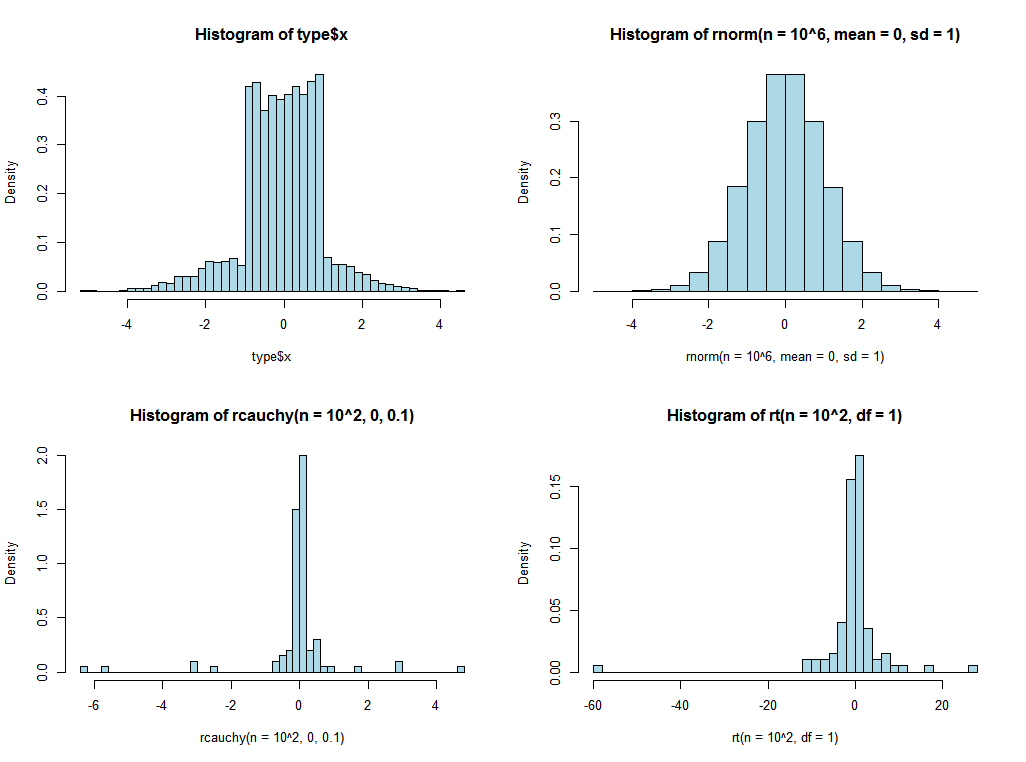 Histogram of type$x
Density
0.0 0.1 0.2 0.3 0.4
-4 -2 0 2 4
type$x
Histogram of rnorm(n = 10^6, mean = 0, sd = 1)
Density
0.0 0.1 0.2 0.3
-4 -2 0 2 4
rnorm(n = 10^6, mean = 0, sd = 1)
Histogram of rcauchy(n = 10^2, 0, 0.1)
Density
0.0 0.5 1.0 1.5 2.0
-6 -4 -2 0 2 4
rcauchy(n = 10^2, 0, 0.1)
Histogram of rt(n = 10^2, df = 1)
Density
0.00 0.05 0.10 0.15
-60 -40 -20 0 20
rt(n = 10^2, df = 1)